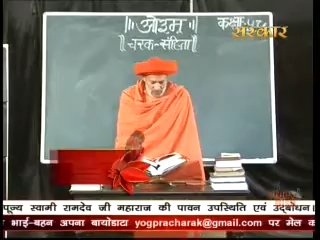 ॥ ओ३म् ॥
कक्षा
संस्कार
॥ चरक-संहिता ॥
पूज्य स्वामी रामदेव जी महाराज की पावन उपस्थिति एवं उद्बोधन।
भाई-बहन अपना बायोडाटा yogpracharak@gmail.com पर मेल क